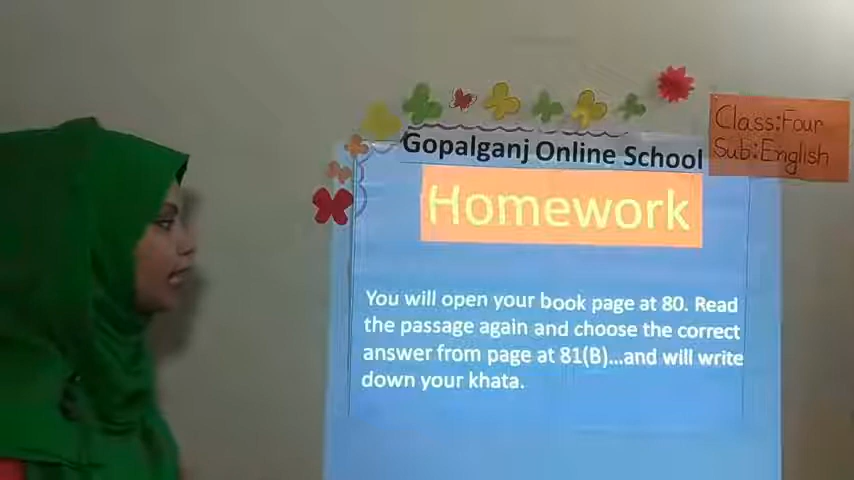 Gopalganj Online School
Class:Four
Sub:English
Homework
You will open your book page at 80. Read
the passage again and choose the correct
answer from page at 81(B)...and will write
down your khata.